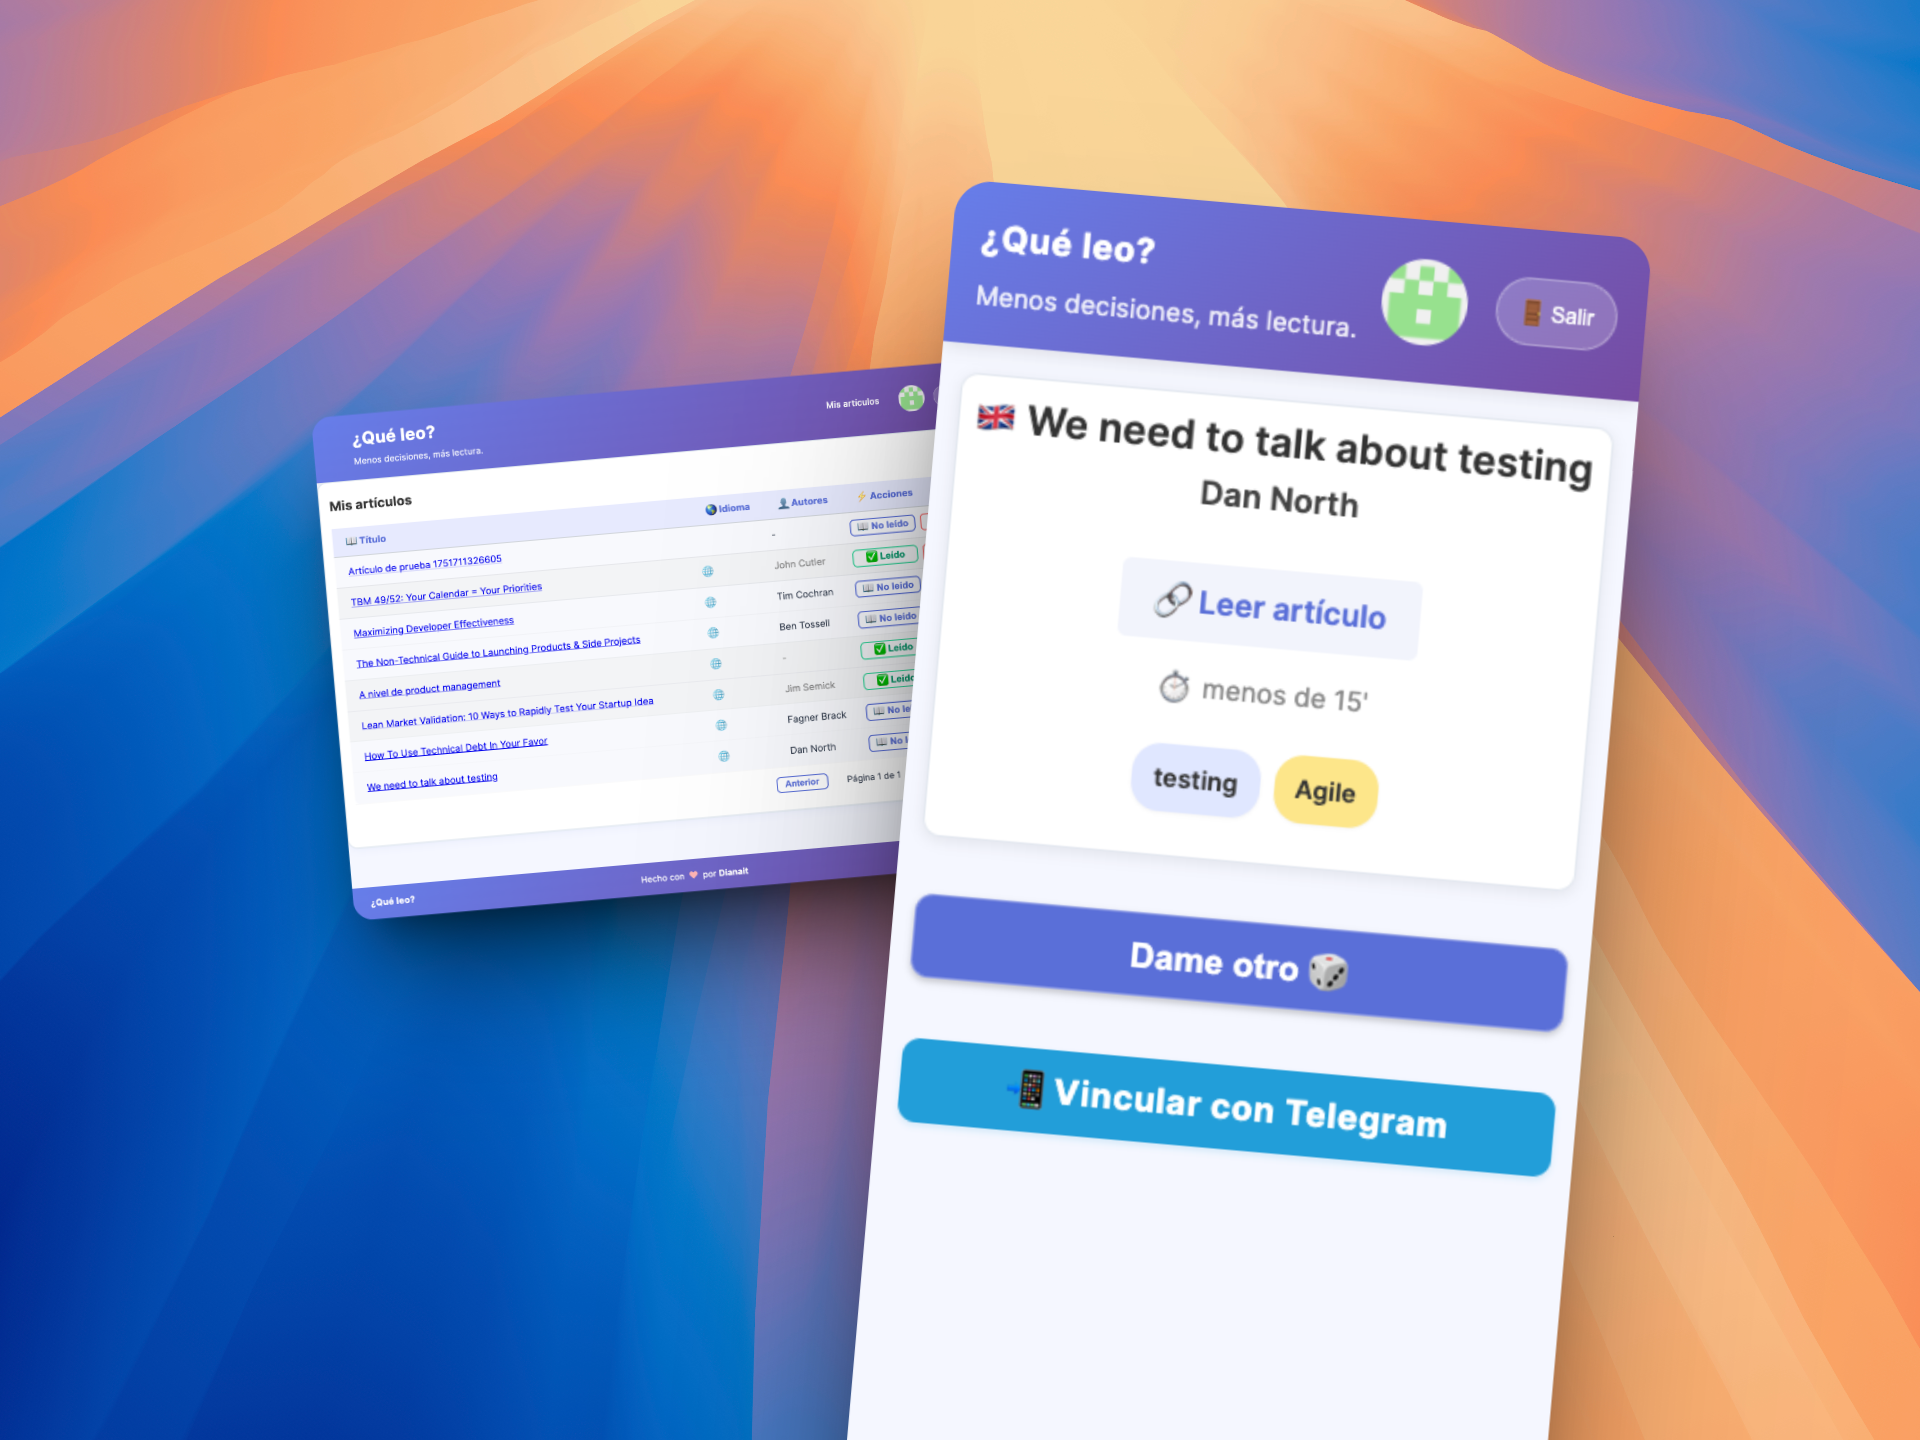 ¿Qué leo?
Menos decisiones, más lectura.
Mis artículos
Mis artículos
Título
Idioma
Autores
Acciones
Artículo de prueba 1751711326605
-
No leído
TBM 49/52: Your Calendar = Your Priorities
John Cutler
Leído
Maximizing Developer Effectiveness
Tim Cochran
No leído
The Non-Technical Guide to Launching Products & Side Projects
Ben Tossell
No leído
A nivel de product management
-
Leído
Lean Market Validation: 10 Ways to Rapidly Test Your Startup Idea
Jim Semick
Leído
How To Use Technical Debt In Your Favor
Fagner Brack
No le
We need to talk about testing
Dan North
No l
Anterior
Página 1 de 1
¿Qué leo?
Hecho con ❤️ por Dianait
¿Qué leo?
Menos decisiones, más lectura.
Salir
We need to talk about testing
Dan North
Leer artículo
menos de 15'
testing
Agile
Dame otro
Vincular con Telegram